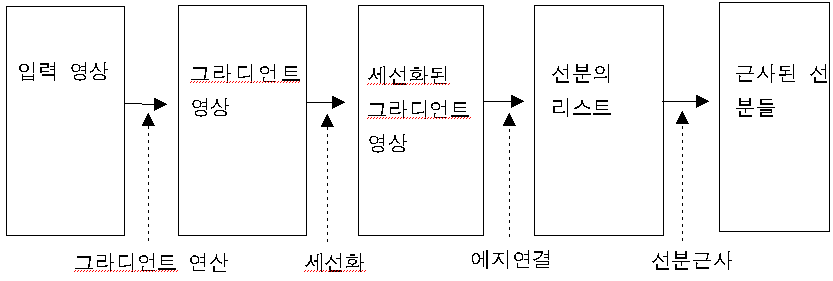 입력 영상
그라디언트
영상
세선화된
그라디언트
영상
선분의
리스트
근사된 선
분들
그라디언트 연산
세선화
에지연결
선분근사